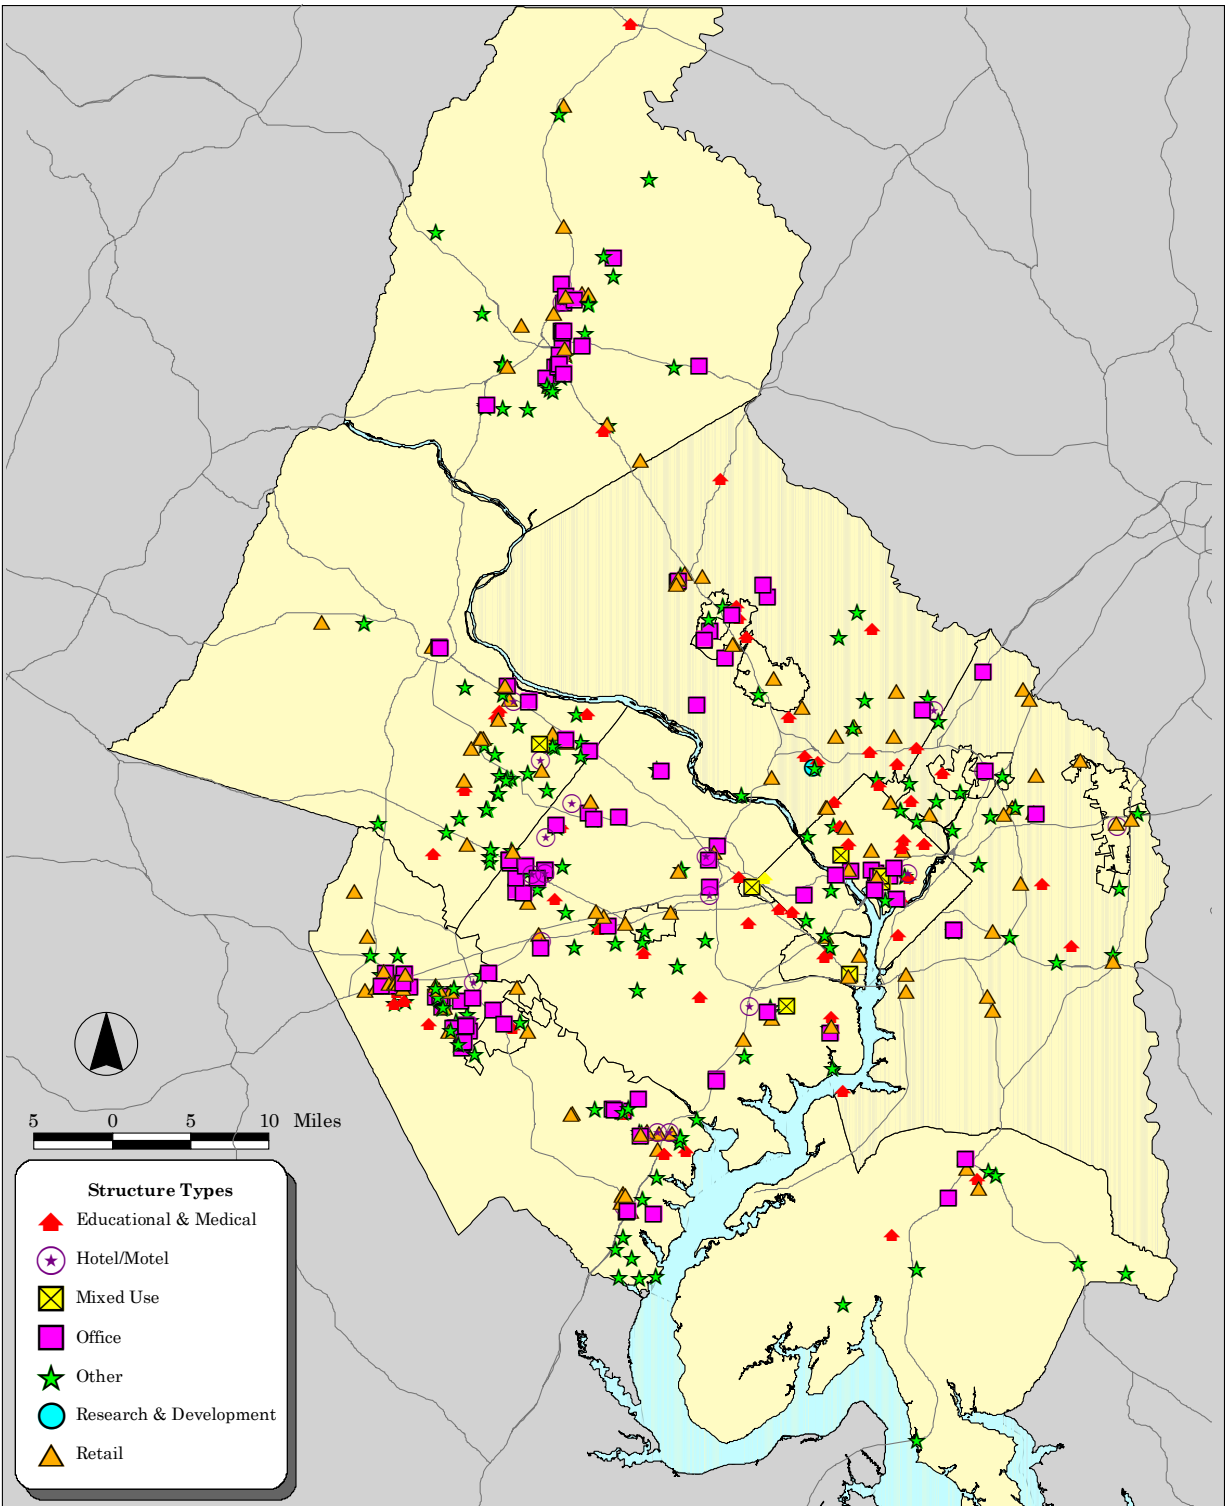 5 0 5 10 Miles
Structure Types
Educational & Medical
Hotel/Motel
Mixed Use
Office
Other
Research & Development
Retail